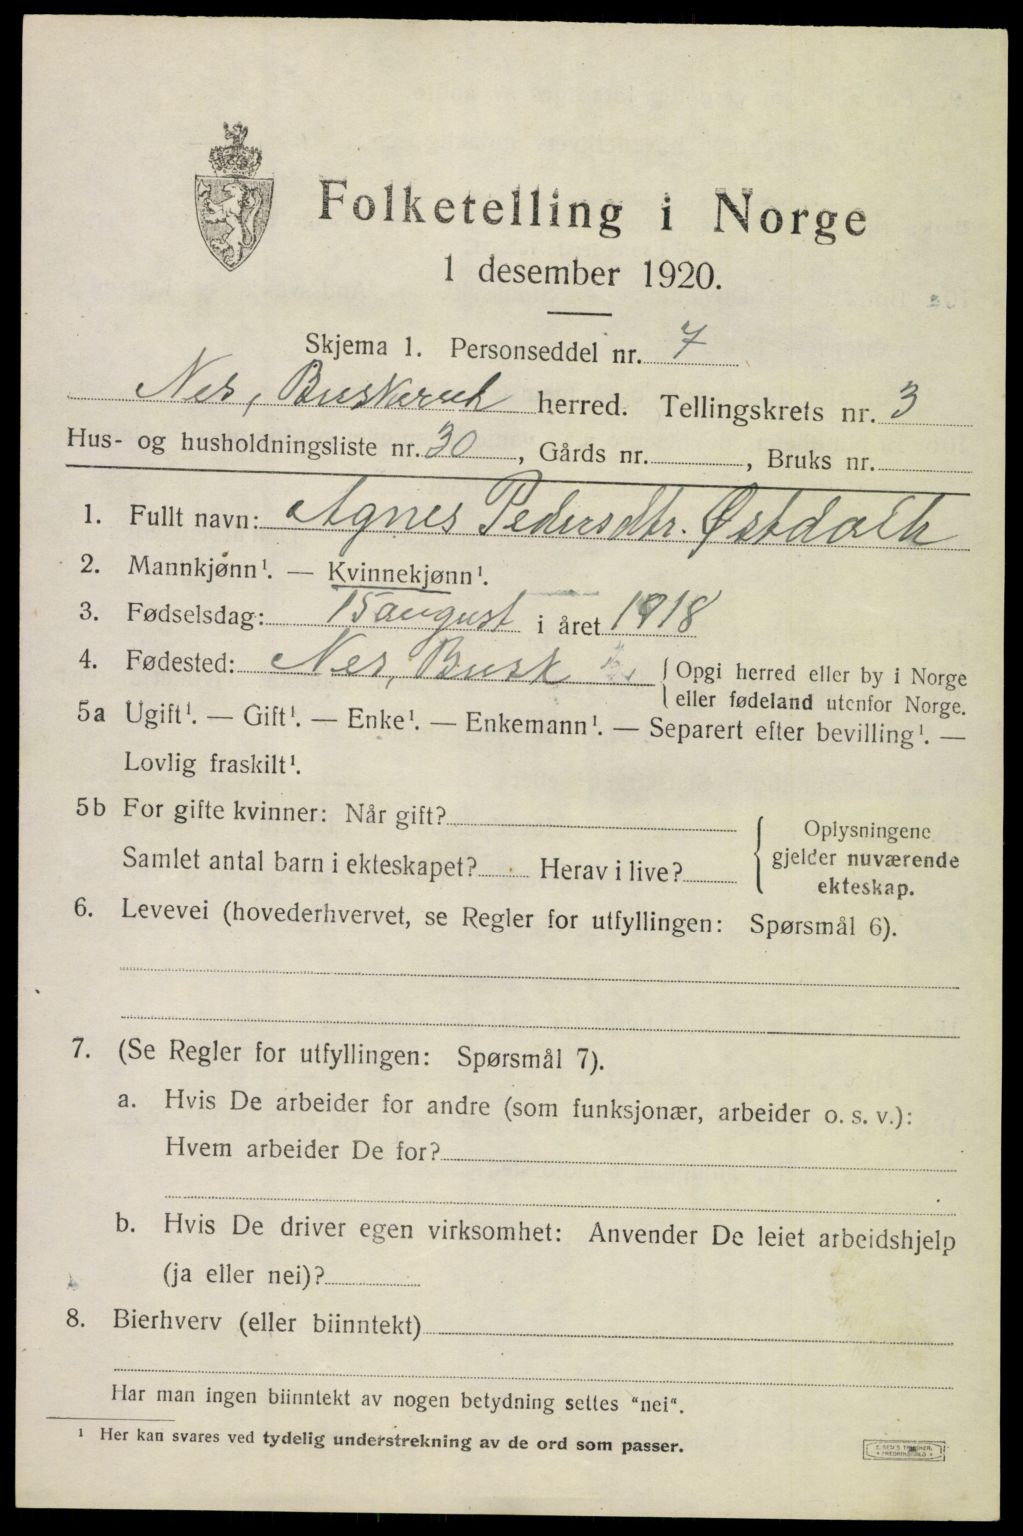 Folketelling i Norge
1 desember 1920.
Skjema 1. Personseddel nr. 7
Nes, Buskerud herred. Tellingskrets nr. 3
Hus- og husholdningsliste nr. 30, Gårds nr. , Bruks nr.
1. Fullt navn: Agnes Pedersdtr. Østdalh
2. Mannkjønn¹. — Kvinnekjønn¹.
3. Fødselsdag: 15 august i året 1918
4. Fødested: Nes, Busk { Opgi herred eller by i Norge
eller fødeland utenfor Norge.
5a Ugift¹. — Gift¹. — Enke¹. — Enkemann¹. — Separert efter bevilling¹. —
Lovlig fraskilt¹.
5b For gifte kvinner: Når gift?
Samlet antal barn i ekteskapet? Herav i live?
Oplysningene
gjelder nuværende
ekteskap.
6. Levevei (hovederhvervet, se Regler for utfyllingen: Spørsmål 6).
7. (Se Regler for utfyllingen: Spørsmål 7).
a. Hvis De arbeider for andre (som funksjonær, arbeider o. s. v.):
Hvem arbeider De for?
b. Hvis De driver egen virksomhet: Anvender De leiet arbeidshjelp
(ja eller nei)?
8. Bierhverv (eller biinntekt)
Har man ingen biinntekt av nogen betydning settes "nei".
¹ Her kan svares ved tydelig understrekning av de ord som passer.